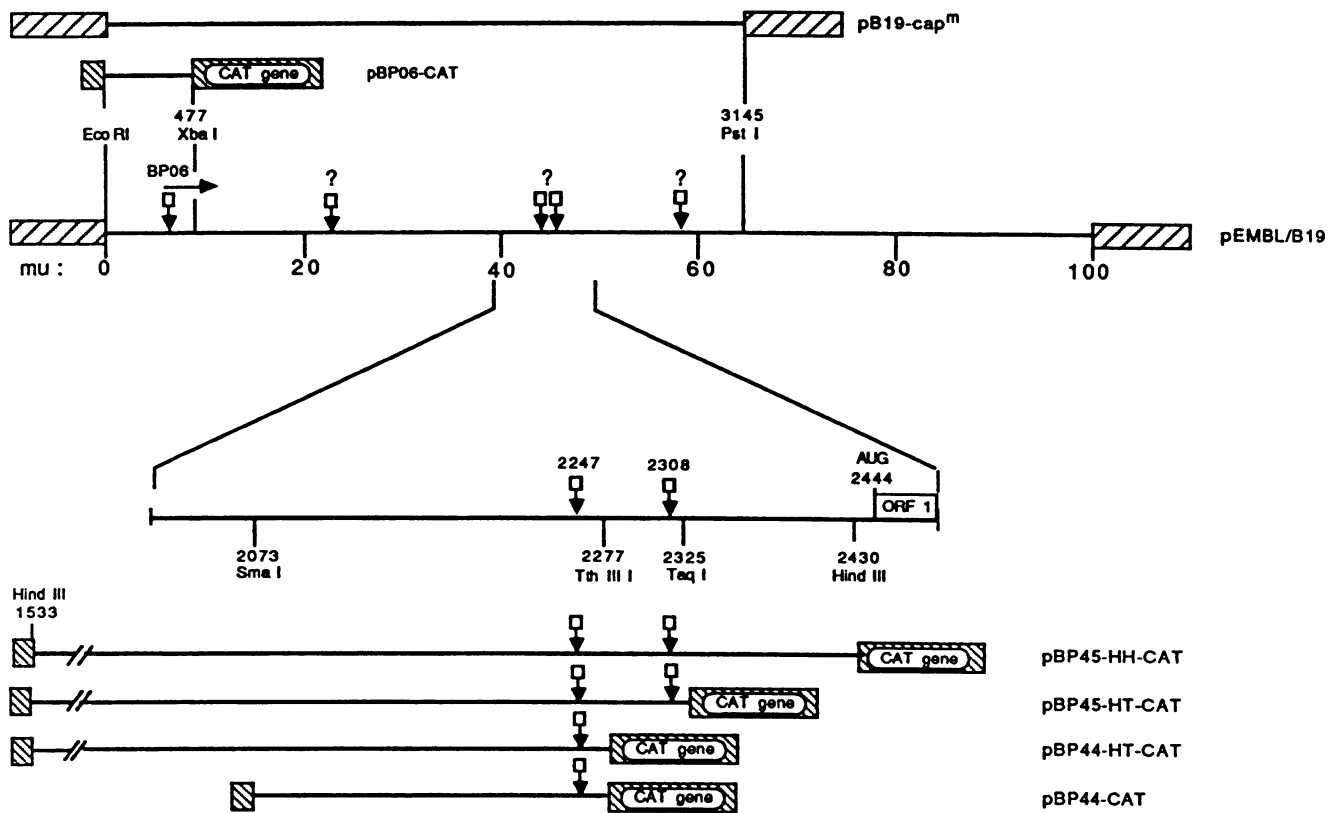 pB19-capᵐ
CAT gene
pBP06-CAT
Eco RI
477
Xba I
3145
Pst I
BP06
?
?
?
pEMBL/B19
mu :
0
20
40
60
80
100
2247
2308
AUG
2444
ORF 1
2073
Sma I
2277
Tth III I
2325
Taq I
2430
Hind III
Hind III
1533
CAT gene
pBP45-HH-CAT
CAT gene
pBP45-HT-CAT
CAT gene
pBP44-HT-CAT
CAT gene
pBP44-CAT